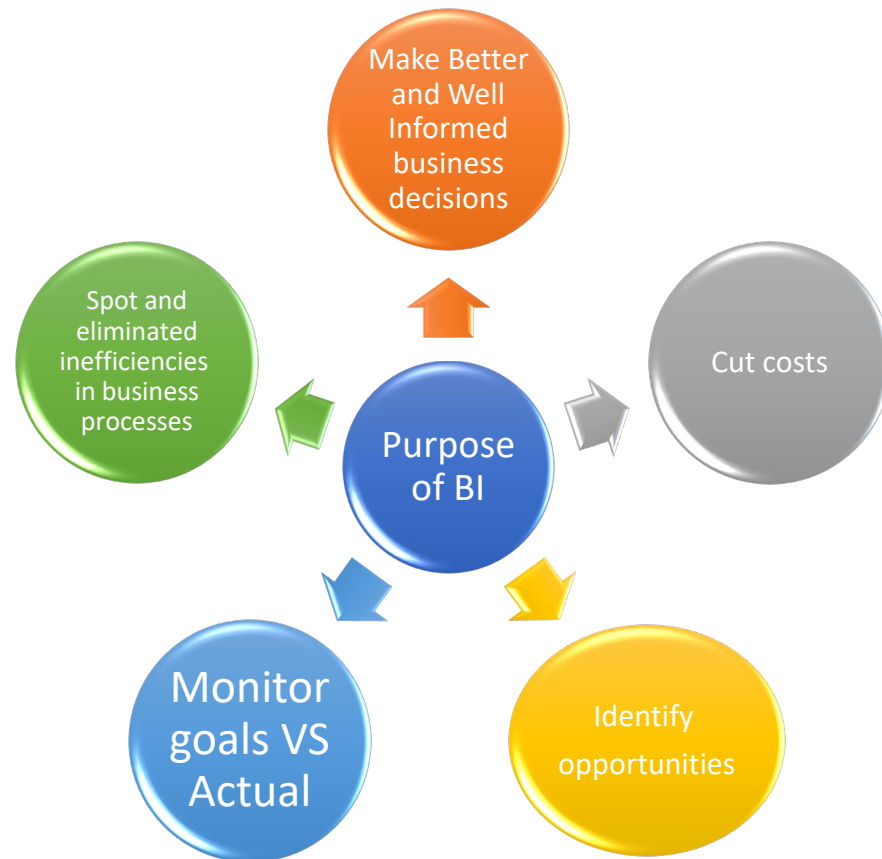 Make Better
and Well
Informed
business
decisions
Spot and
eliminated
inefficiencies
in business
processes
Cut costs
Purpose
of BI
Monitor
goals VS
Actual
Identify
opportunities